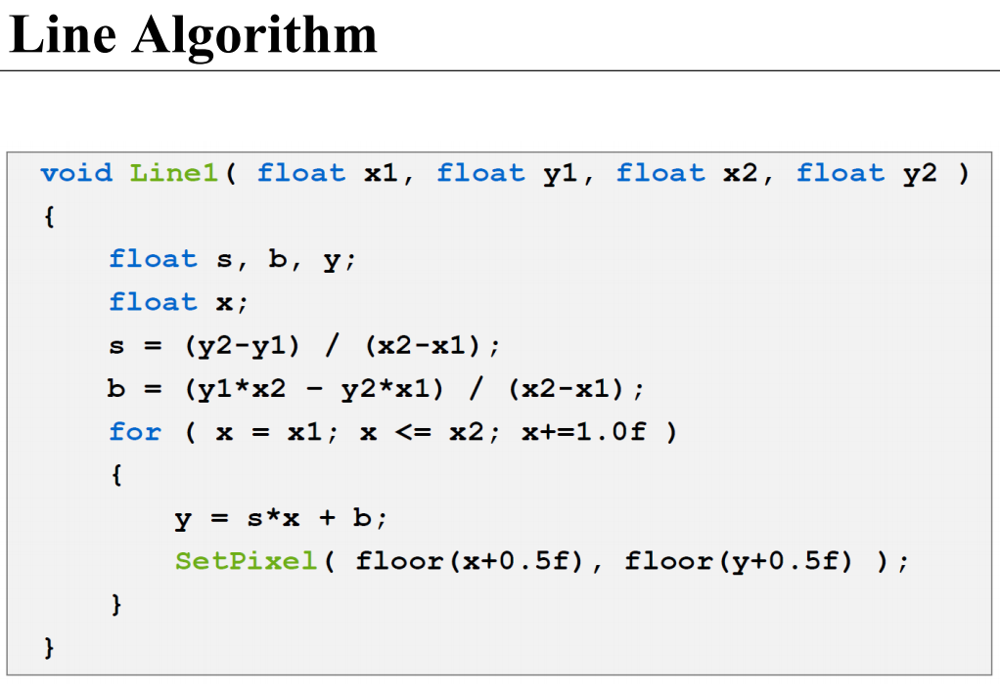 Line Algorithm
void Line1( float x1, float y1, float x2, float y2 )
{
float s, b, y;
float x;
s = (y2-y1) / (x2-x1);
b = (y1*x2 – y2*x1) / (x2-x1);
for ( x = x1; x <= x2; x+=1.0f )
{
y = s*x + b;
SetPixel( floor(x+0.5f), floor(y+0.5f) );
}
}